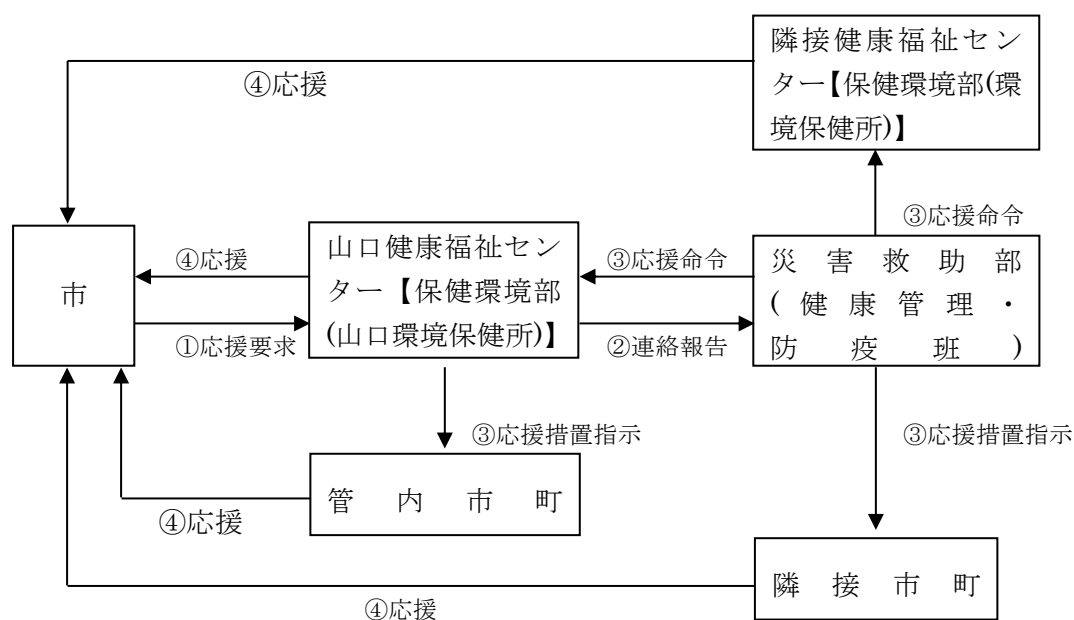 隣接健康福祉セン
ター【保健環境部(環
境保健所)】
④応援
③応援命令
市
④応援
①応援要求
山口健康福祉セン
ター【保健環境部
(山口環境保健所)】
③応援命令
②連絡報告
災害救助部
(健康管理・
防疫班)
③応援措置指示
③応援措置指示
管内市町
④応援
隣接市町
④応援